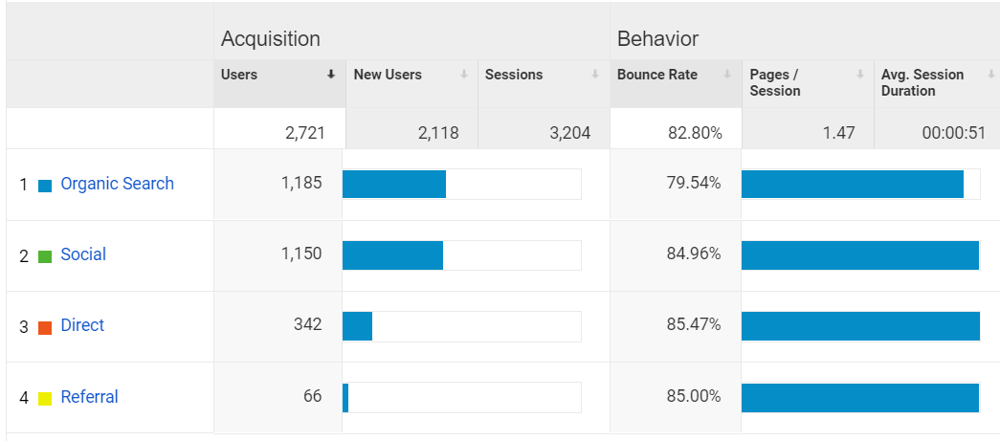 Acquisition Behavior
Users New Users Sessions Bounce Rate Pages / Avg. Session
Session Duration
2,721 2,118 3,204 82.80% 1.47 00:00:51
1 Organic Search 1,185 79.54%
2 Social 1,150 84.96%
3 Direct 342 85.47%
4 Referral 66 85.00%